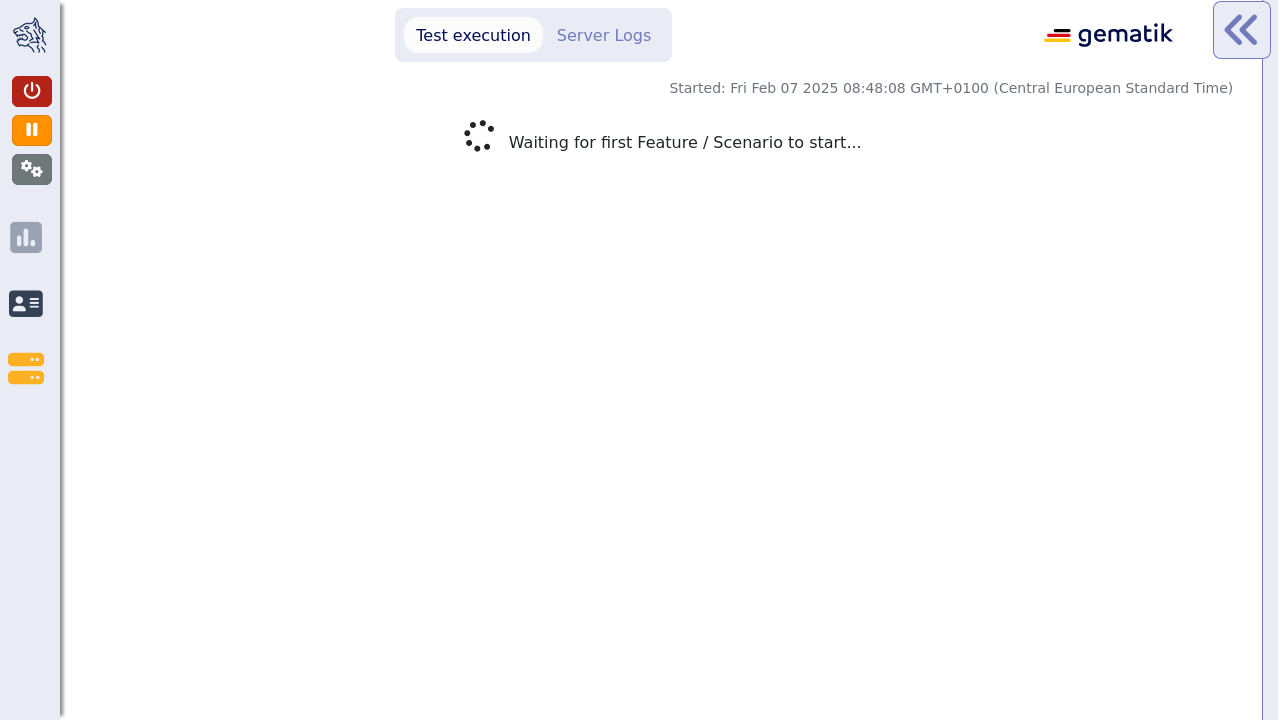 Test execution
Server Logs
gematik
Started: Fri Feb 07 2025 08:48:08 GMT+0100 (Central European Standard Time)
Waiting for first Feature / Scenario to start...